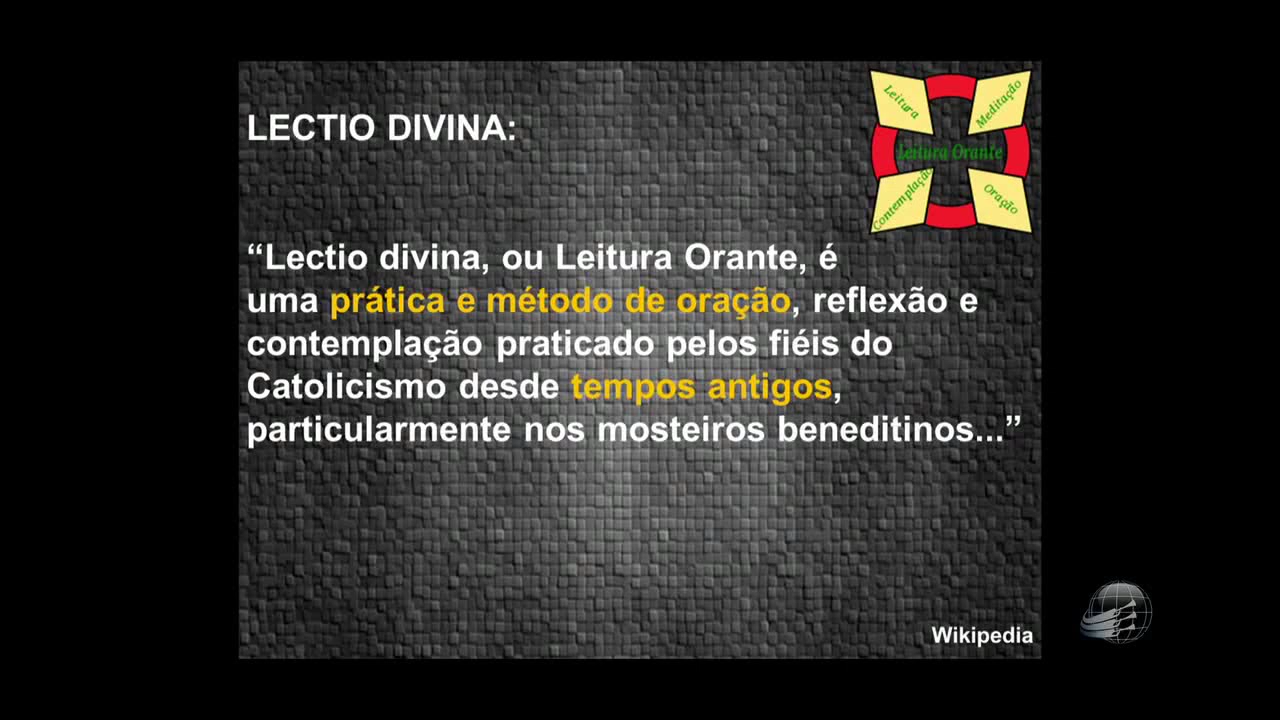 LECTIO DIVINA:
Leitura
Meditação
Leitura Orante
Contemplação
Oração
“Lectio divina, ou Leitura Orante, é
uma prática e método de oração, reflexão e
contemplação praticado pelos fiéis do
Catolicismo desde tempos antigos,
particularmente nos mosteiros beneditinos...”
Wikipedia